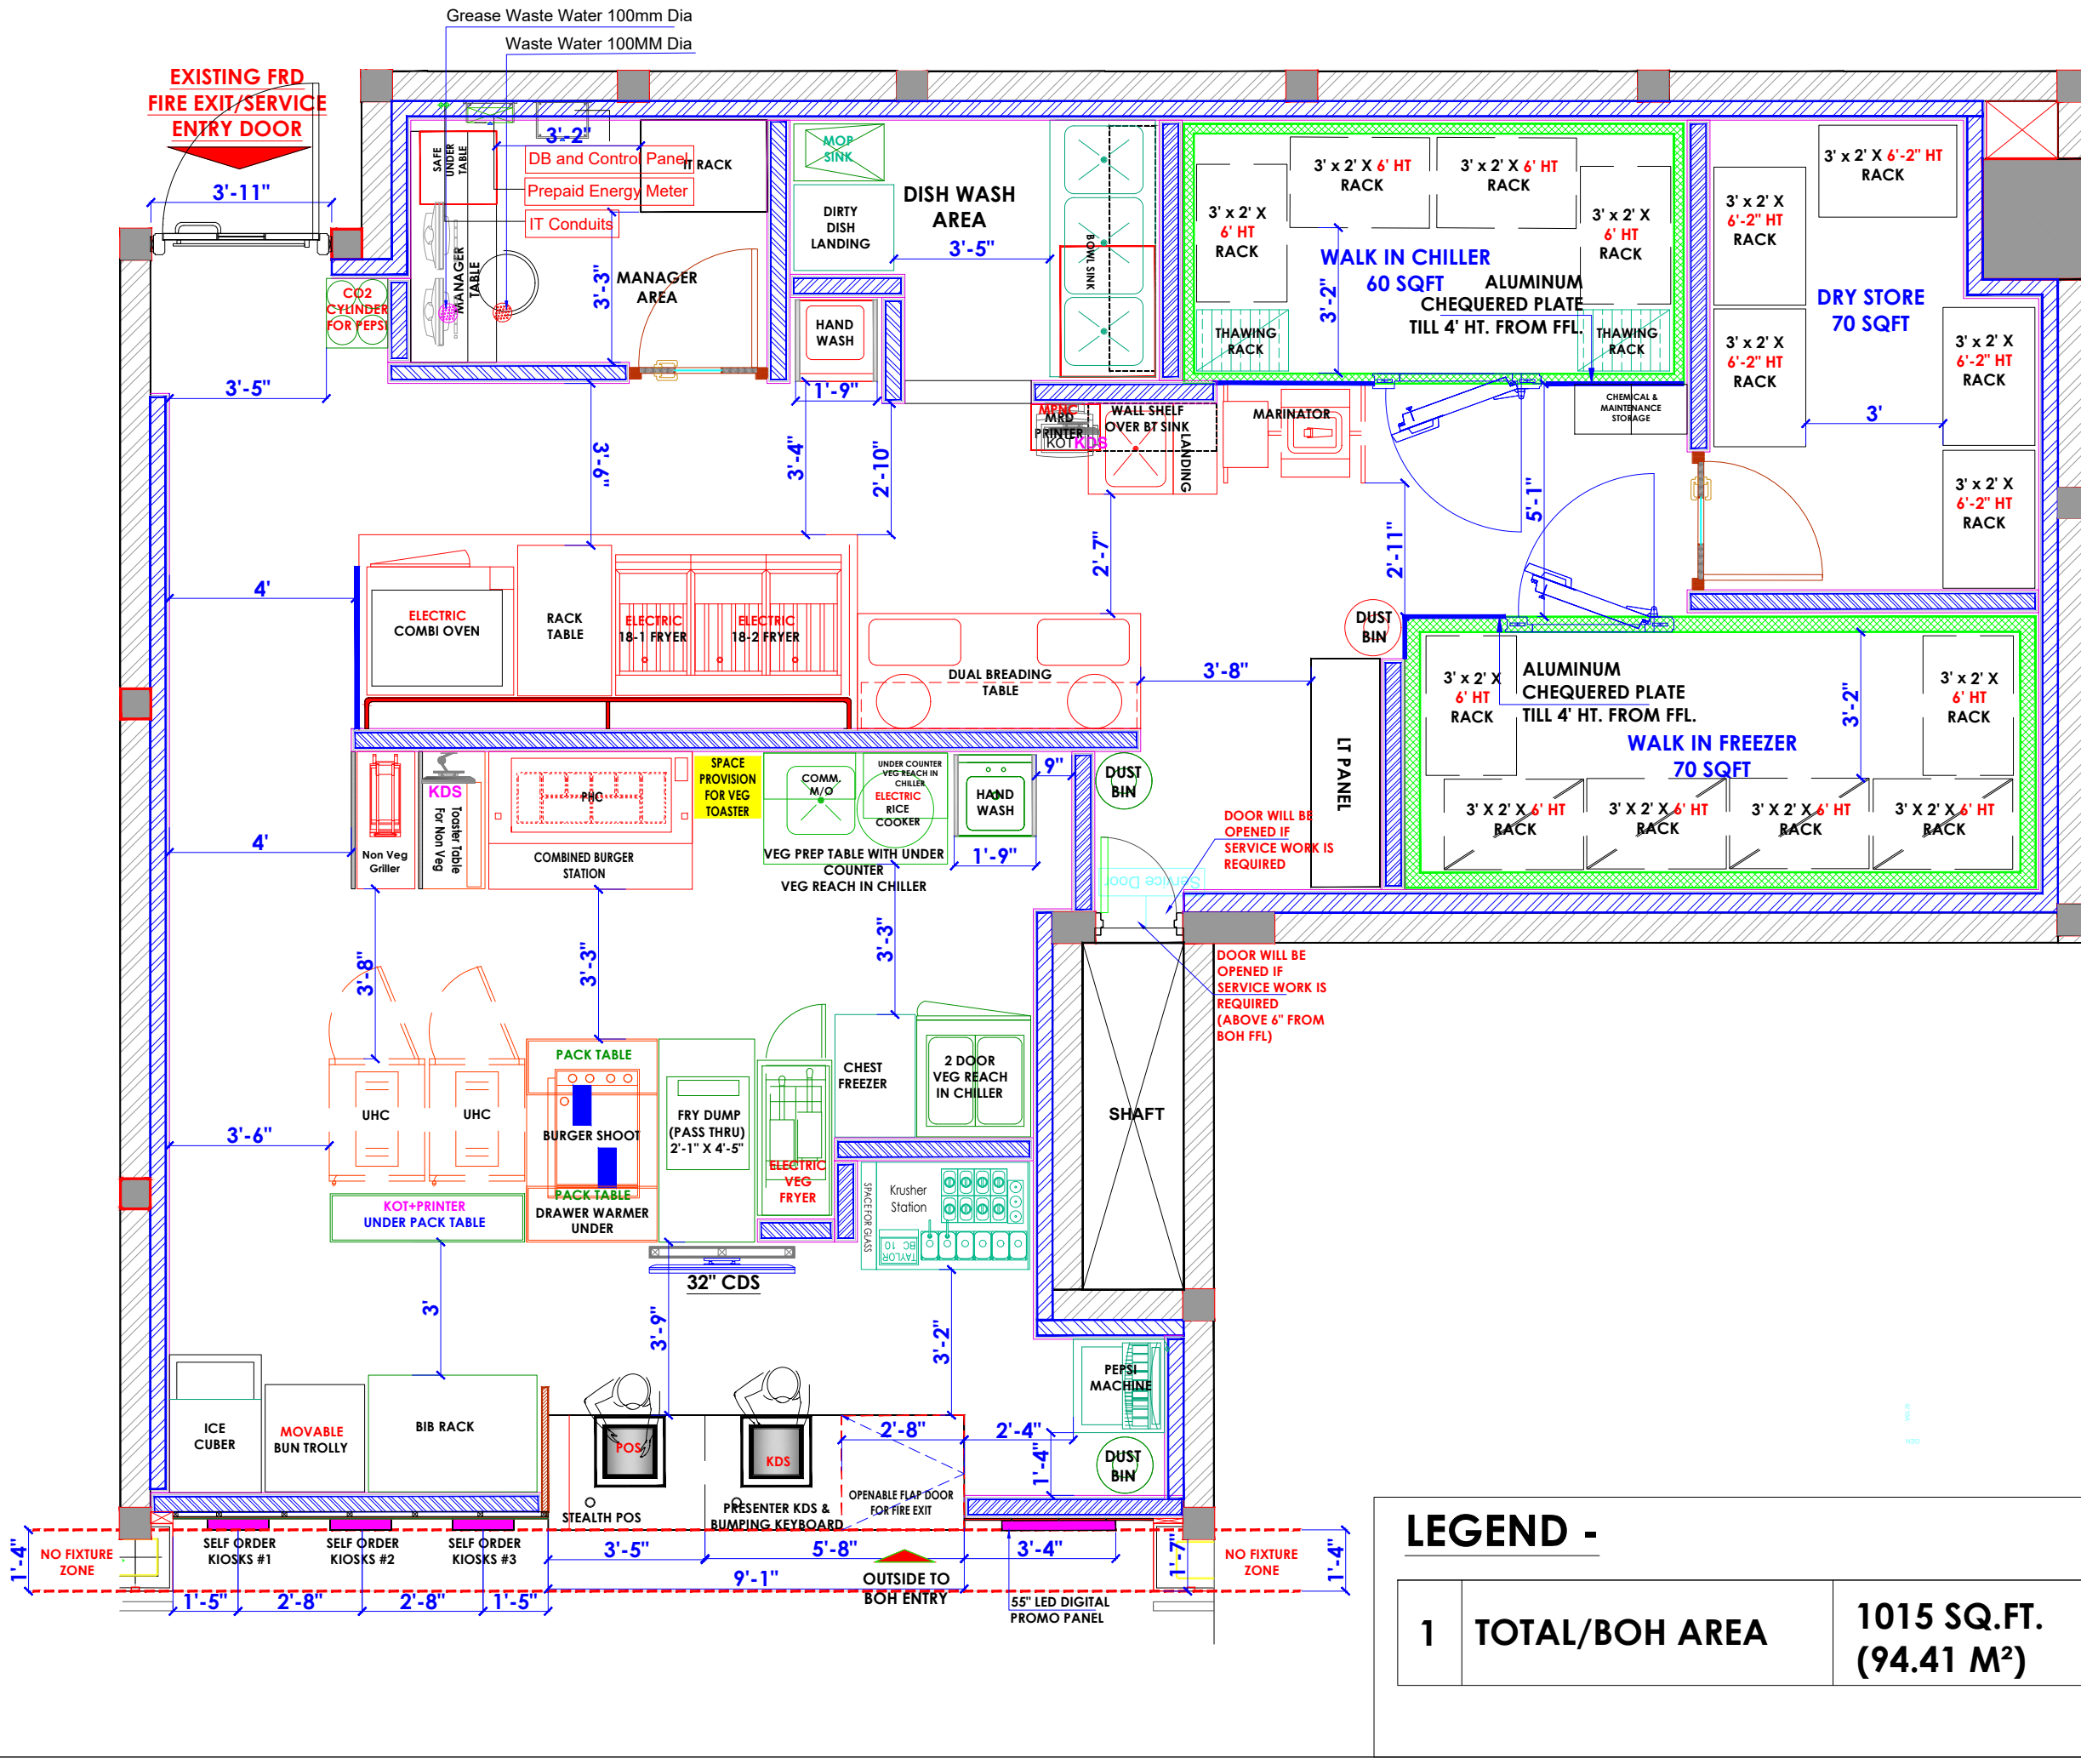 Grease Waste Water 100mm Dia
Waste Water 100MM Dia
EXISTING FRD
FIRE EXIT/SERVICE
ENTRY DOOR
3'-11"
SAFE
UNDER
TABLE
3'-2"
DB and Control Panel
Prepaid Energy Meter
IT Conduits
IT RACK
MANAGER
TABLE
3'-3"
MANAGER
AREA
CO2
CYLINDER
FOR PEPSI
3'-5"
MOP
SINK
DIRTY
DISH
LANDING
DISH WASH
AREA
3'-5"
BOWL SINK
HAND
WASH
1'-9"
3'-6"
3'-4"
2'-10"
3' x 2' X
6' HT
RACK
3' x 2' X 6' HT
RACK
3' x 2' X 6' HT
RACK
3' x 2' X
6' HT
RACK
WALK IN CHILLER
60 SQFT
3'-2"
ALUMINUM
CHEQUERED PLATE
TILL 4' HT. FROM FFL.
THAWING
RACK
THAWING
RACK
3' x 2' X
6'-2" HT
RACK
3' x 2' X 6'-2" HT
RACK
DRY STORE
70 SQFT
3' x 2' X
6'-2" HT
RACK
3' x 2' X
6'-2" HT
RACK
3'
3' x 2' X
6'-2" HT
RACK
MRD
PRINTER
KOT
KDS
WALL SHELF
OVER BT SINK
LANDING
MARINATOR
CHEMICAL &
MAINTENANCE
STORAGE
2'-7"
2'-11"
5'-1"
4'
ELECTRIC
COMBI OVEN
RACK
TABLE
ELECTRIC
18-1 FRYER
ELECTRIC
18-2 FRYER
DUAL BREADING
TABLE
3'-8"
DUST
BIN
LT PANEL
3' x 2' X
6' HT
RACK
ALUMINUM
CHEQUERED PLATE
TILL 4' HT. FROM FFL.
WALK IN FREEZER
70 SQFT
3'-2"
3' x 2' X
6' HT
RACK
3' X 2' X 6' HT
RACK
3' X 2' X 6' HT
RACK
3' X 2' X 6' HT
RACK
3' X 2' X 6' HT
RACK
4'
Non Veg
Griller
KDS
Toaster Table
For Non Veg
PHC
COMBINED BURGER
STATION
SPACE
PROVISION
FOR VEG
TOASTER
COMM.
M/O
UNDER COUNTER
VEG REACH IN
CHILLER
ELECTRIC
RICE
COOKER
VEG PREP TABLE WITH UNDER
COUNTER
VEG REACH IN CHILLER
HAND
WASH
9"
1'-9"
DUST
BIN
DOOR WILL BE
OPENED IF
SERVICE WORK IS
REQUIRED
Service Door
DOOR WILL BE
OPENED IF
SERVICE WORK IS
REQUIRED
(ABOVE 6" FROM
BOH FFL)
3'-8"
3'-3"
3'-3"
3'-6"
UHC
UHC
PACK TABLE
BURGER SHOOT
PACK TABLE
DRAWER WARMER
UNDER
KOT+PRINTER
UNDER PACK TABLE
FRY DUMP
(PASS THRU)
2'-1" X 4'-5"
ELECTRIC
VEG
FRYER
CHEST
FREEZER
2 DOOR
VEG REACH
IN CHILLER
SHAFT
SPACE FOR GLASS
Krusher
Station
TAYLOR
BC 10
32" CDS
3'
3'-9"
3'-2"
PEPSI
MACHINE
DUST
BIN
ICE
CUBER
MOVABLE
BUN TROLLY
BIB RACK
POS
KDS
2'-8"
2'-4"
1'-4"
STEALTH POS
PRESENTER KDS &
BUMPING KEYBOARD
OPENABLE FLAP DOOR
FOR FIRE EXIT
1'-4"
NO FIXTURE
ZONE
SELF ORDER
KIOSKS #1
SELF ORDER
KIOSKS #2
SELF ORDER
KIOSKS #3
3'-5"
5'-8"
3'-4"
1'-7"
NO FIXTURE
ZONE
1'-4"
9'-1"
OUTSIDE TO
BOH ENTRY
1'-5"
2'-8"
2'-8"
1'-5"
55" LED DIGITAL
PROMO PANEL
LEGEND -
1
TOTAL/BOH AREA
1015 SQ.FT.
(94.41 M²)